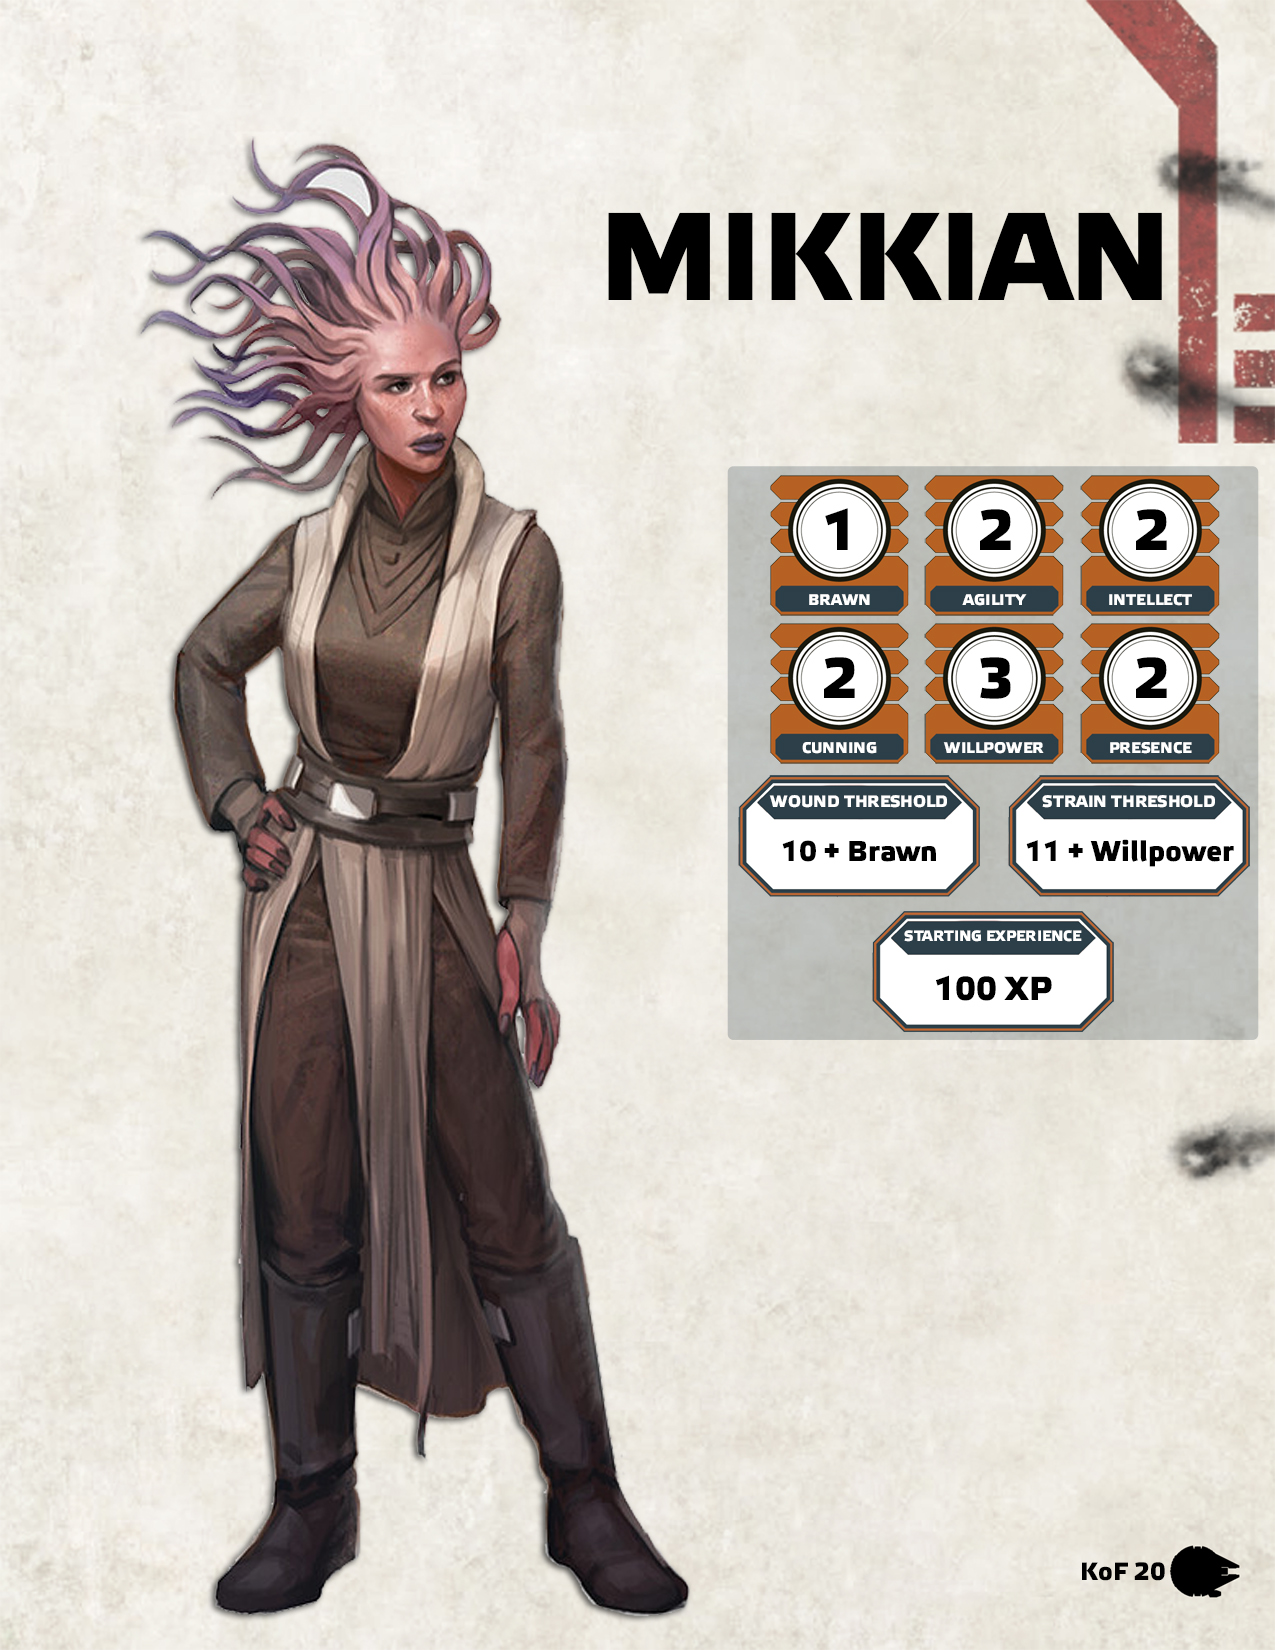 MIKKIAN
1 2 2
BRAWN AGILITY INTELLECT
2 3 2
CUNNING WILLPOWER PRESENCE
WOUND THRESHOLD STRAIN THRESHOLD
10 + Brawn 11 + Willpower
STARTING EXPERIENCE
100 XP
KoF 20